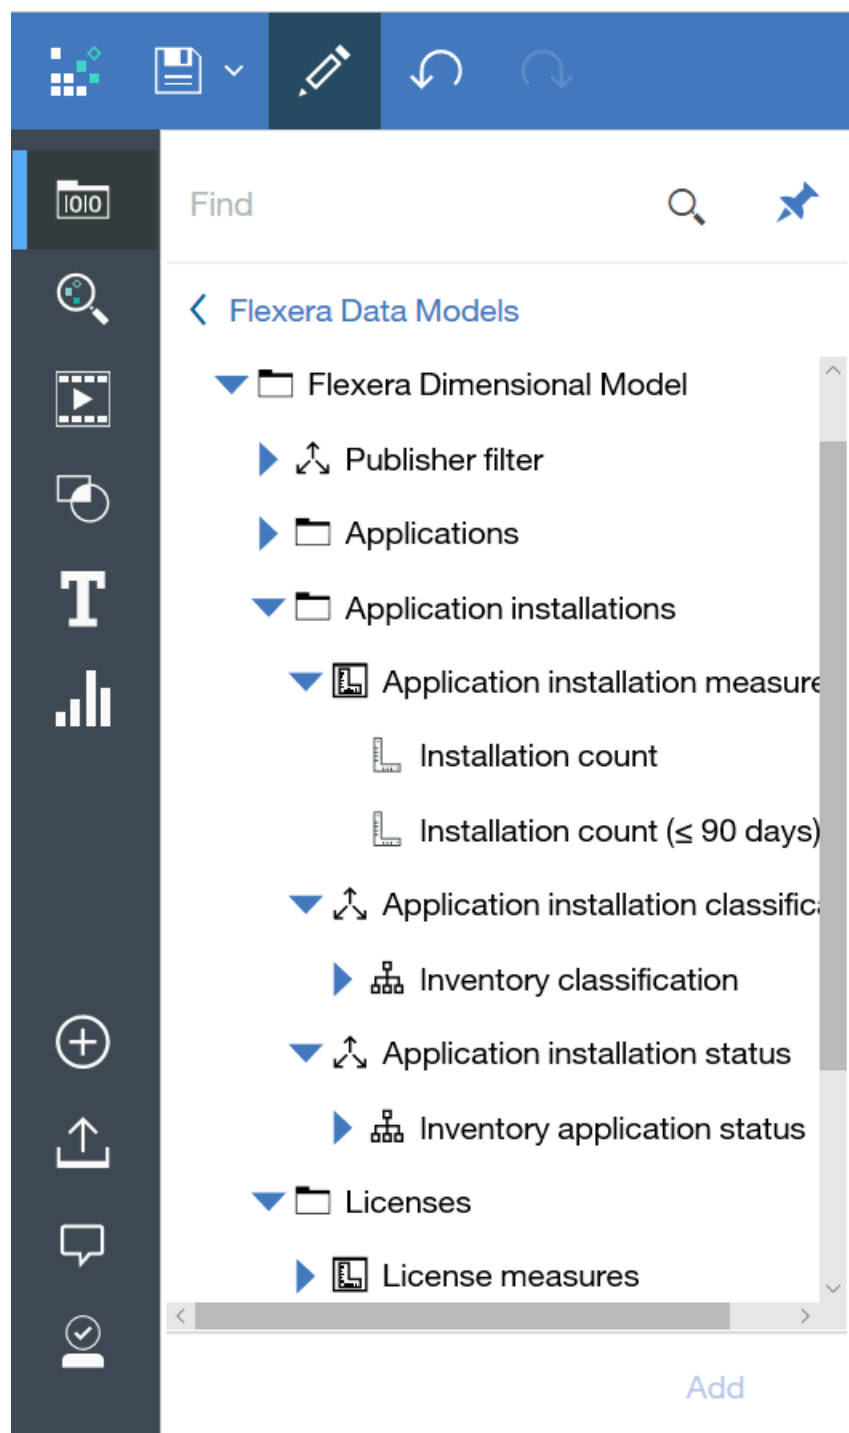 Find
Flexera Data Models
Flexera Dimensional Model
Publisher filter
Applications
Application installations
Application installation measure
Installation count
Installation count (≤ 90 days)
Application installation classific
Inventory classification
Application installation status
Inventory application status
Licenses
License measures
Add